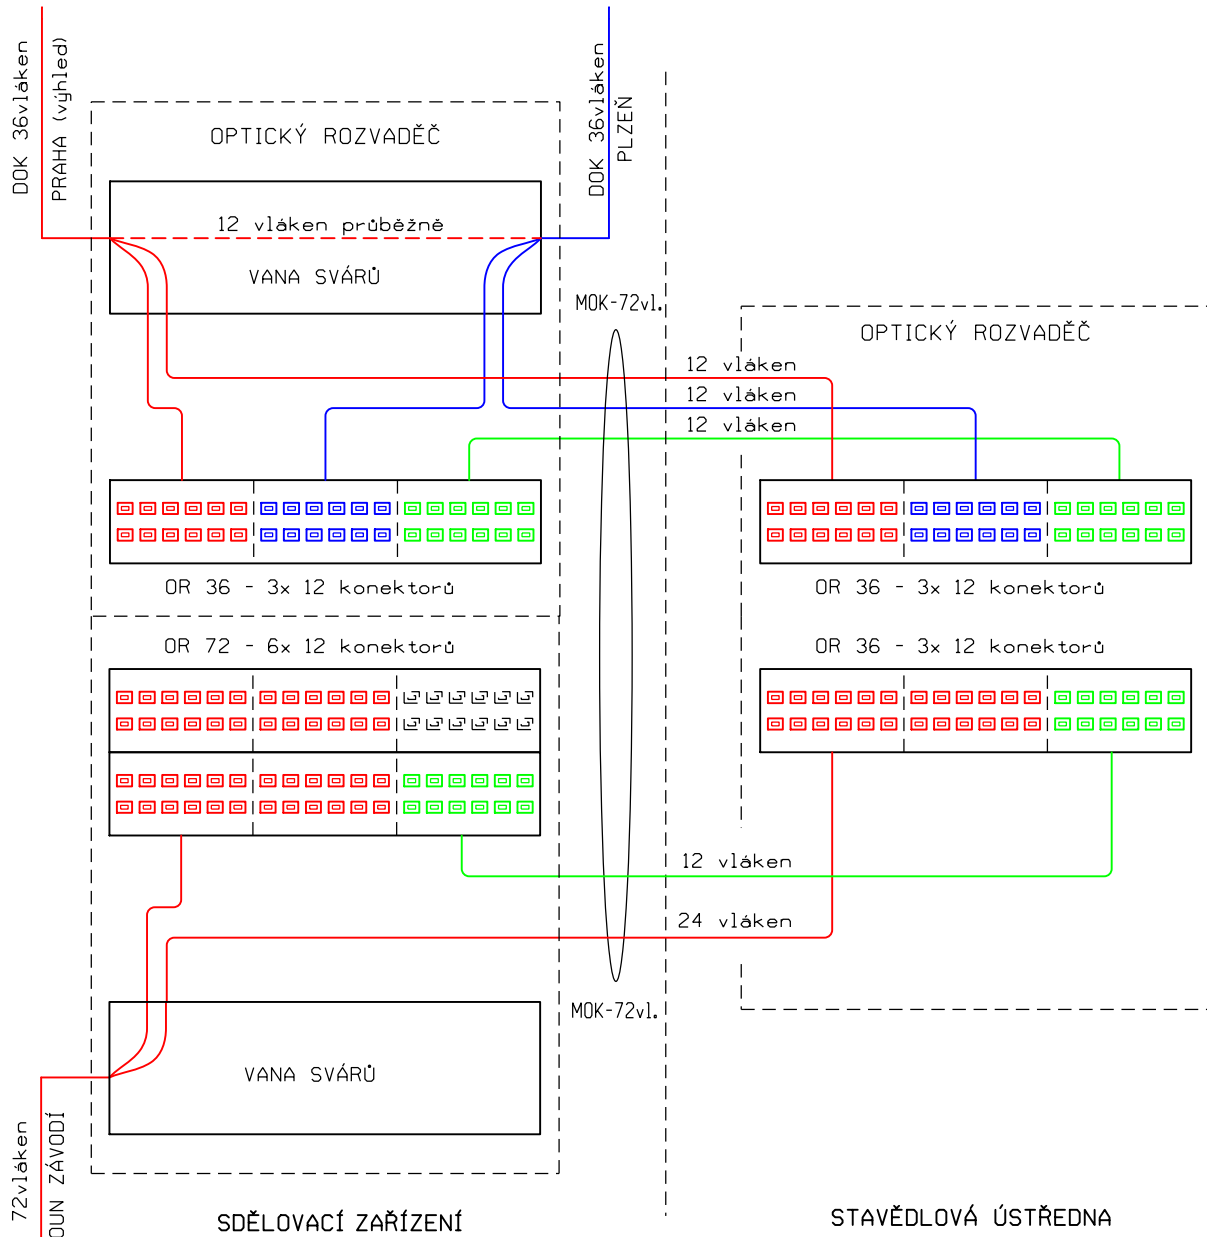 DOK 36vláken
PRAHA (výhled)
DOK 36vláken
PLZEŇ
OPTICKÝ ROZVADĚČ
12 vláken průběžně
VANA SVÁRŮ
MOK-72vl.
OPTICKÝ ROZVADĚČ
12 vláken
12 vláken
12 vláken
OR 36 - 3x 12 konektorů
OR 36 - 3x 12 konektorů
OR 72 - 6x 12 konektorů
OR 36 - 3x 12 konektorů
12 vláken
24 vláken
MOK-72vl.
VANA SVÁRŮ
72vláken
OUN ZÁVODÍ
SDĚLOVACÍ ZAŘÍZENÍ
STAVĚDLOVÁ ÚSTŘEDNA